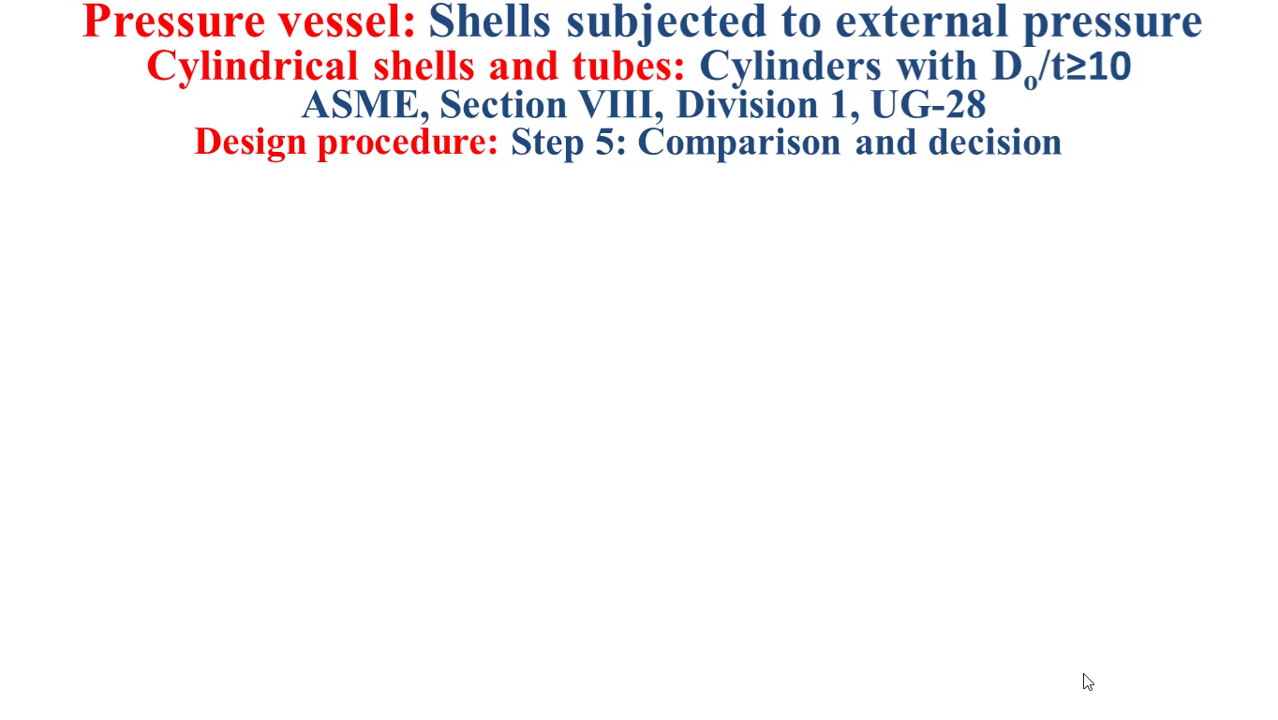 Pressure vessel: Shells subjected to external pressure
Cylindrical shells and tubes: Cylinders with Do/t≥10
ASME, Section VIII, Division 1, UG-28
Design procedure: Step 5: Comparison and decision